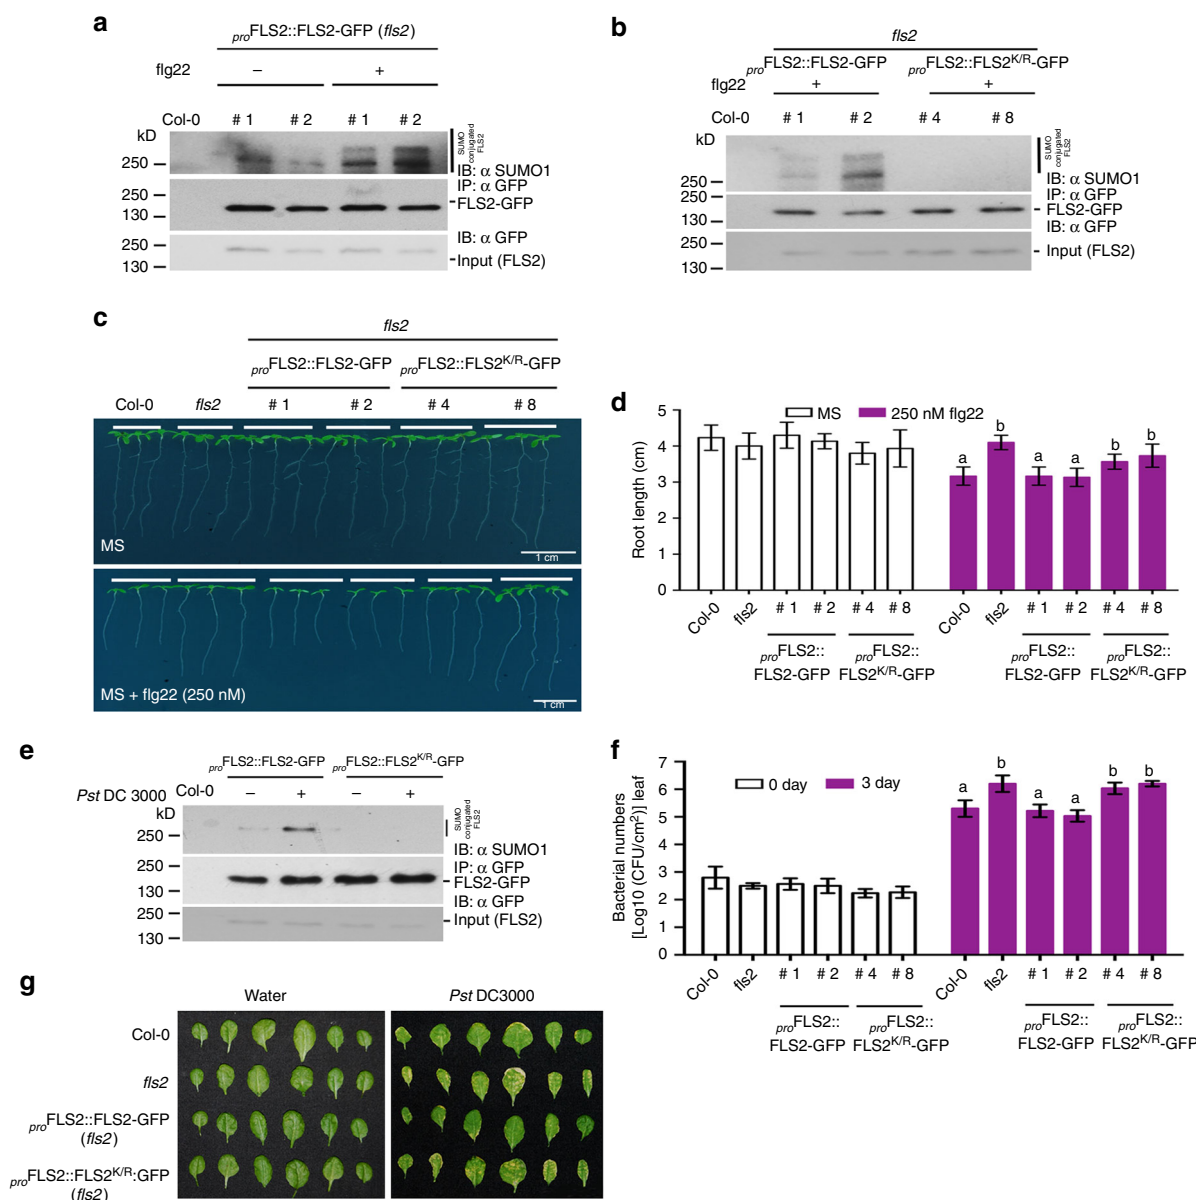 a
proFLS2::FLS2-GFP (fls2)
flg22 – +
Col-0 # 1 # 2 # 1 # 2
kD
250
SUMO conjugated FLS2
IB: α SUMO1
IP: α GFP
250
130
FLS2-GFP
IB: α GFP
250
130
Input (FLS2)
b
fls2
proFLS2::FLS2-GFP proFLS2::FLS2K/R-GFP
flg22 + +
Col-0 # 1 # 2 # 4 # 8
kD
250
SUMO conjugated FLS2
IB: α SUMO1
IP: α GFP
250
130
FLS2-GFP
IB: α GFP
250
130
Input (FLS2)
c
fls2
proFLS2::FLS2-GFP proFLS2::FLS2K/R-GFP
Col-0 fls2 # 1 # 2 # 4 # 8
MS
1 cm
MS + flg22 (250 nM)
1 cm
d
MS 250 nM flg22
Root length (cm)
5
4
3
2
1
0
a b a a b b
Col-0 fls2 # 1 # 2 # 4 # 8 Col-0 fls2 # 1 # 2 # 4 # 8
proFLS2:: FLS2-GFP
proFLS2:: FLS2K/R-GFP
proFLS2:: FLS2-GFP
proFLS2:: FLS2K/R-GFP
e
proFLS2::FLS2-GFP proFLS2::FLS2K/R-GFP
Pst DC 3000 Col-0 – + – +
kD
250
SUMO conjugated FLS2
IB: α SUMO1
IP: α GFP
250
130
FLS2-GFP
IB: α GFP
250
130
Input (FLS2)
f
0 day 3 day
Bacterial numbers
[Log10 (CFU/cm²)] leaf
7
6
5
4
3
2
1
0
a b a a b b
Col-0 fls2 # 1 # 2 # 4 # 8 Col-0 fls2 # 1 # 2 # 4 # 8
proFLS2:: FLS2-GFP
proFLS2:: FLS2K/R-GFP
proFLS2:: FLS2-GFP
proFLS2:: FLS2K/R-GFP
g
Water Pst DC3000
Col-0
fls2
proFLS2::FLS2-GFP
(fls2)
proFLS2::FLS2K/R:GFP
(fls2)